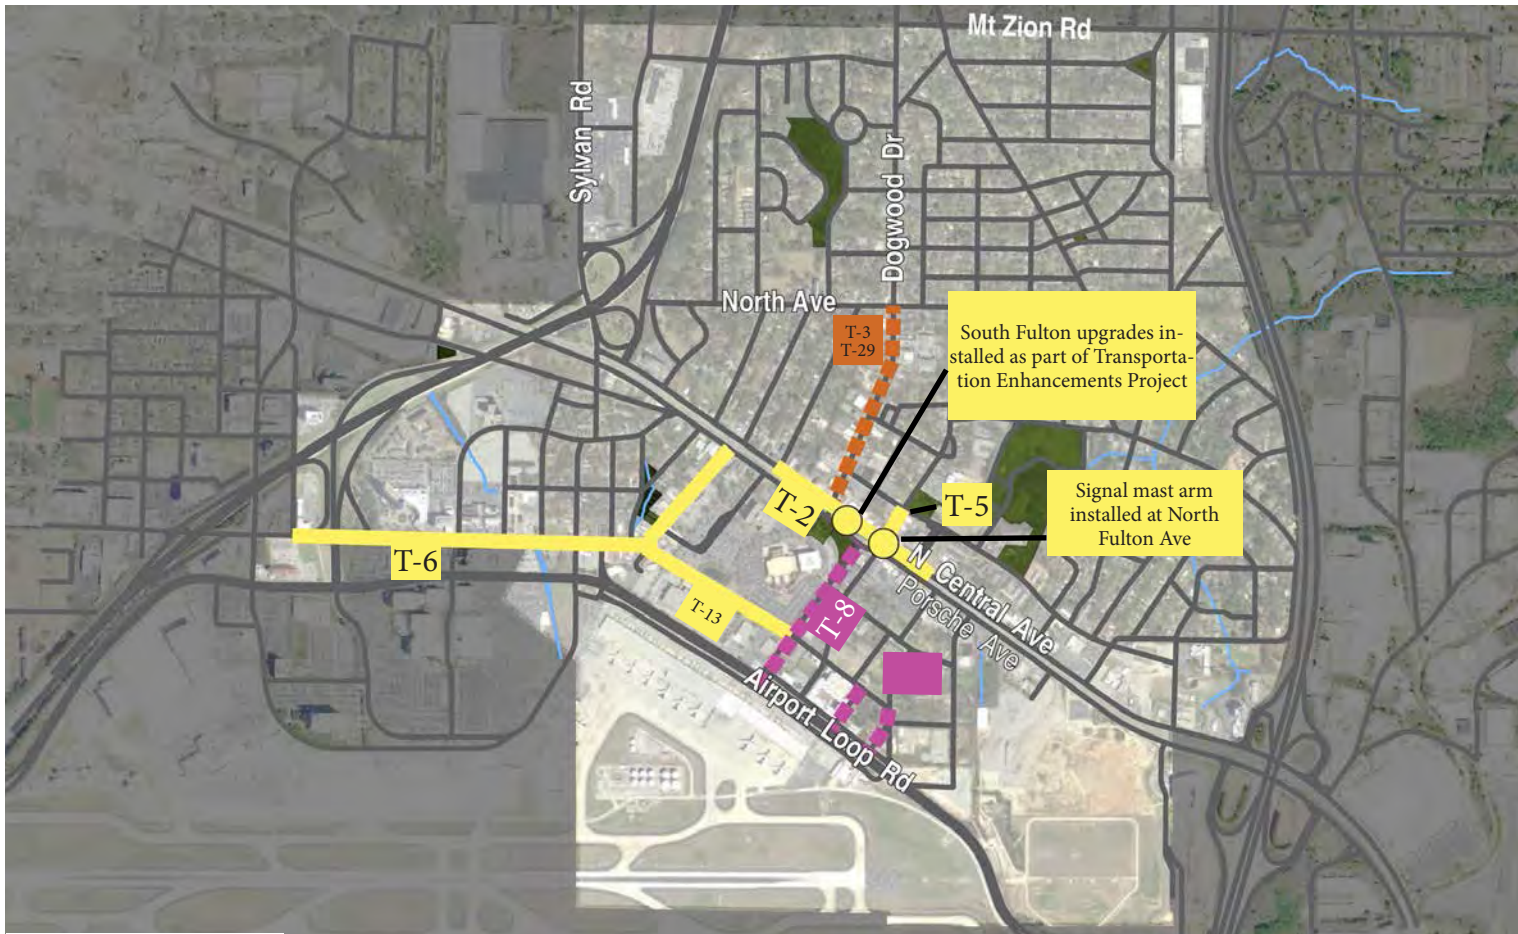 Mt Zion Rd
Sylvan Rd
Dogwood Dr
North Ave
T-3
T-29
South Fulton upgrades in-
stalled as part of Transporta-
tion Enhancements Project
T-2
T-5
Signal mast arm
installed at North
Fulton Ave
T-6
T-13
T-8
N Central Ave
Porsche Ave
Airport Loop Rd